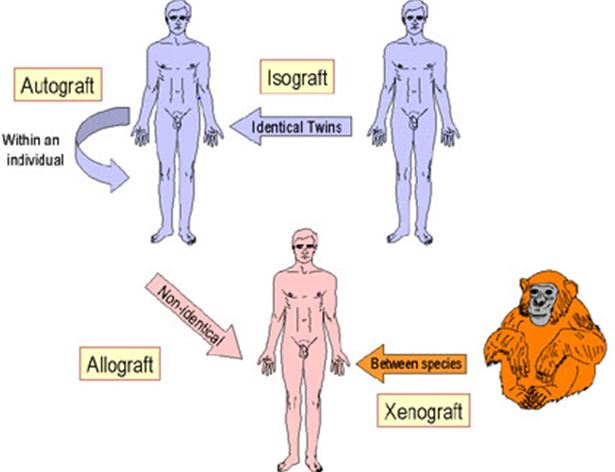 Isograft
Autograft
Identical Twins
Within an
individual
Non-identical
Allograft
Between species
Xenograft